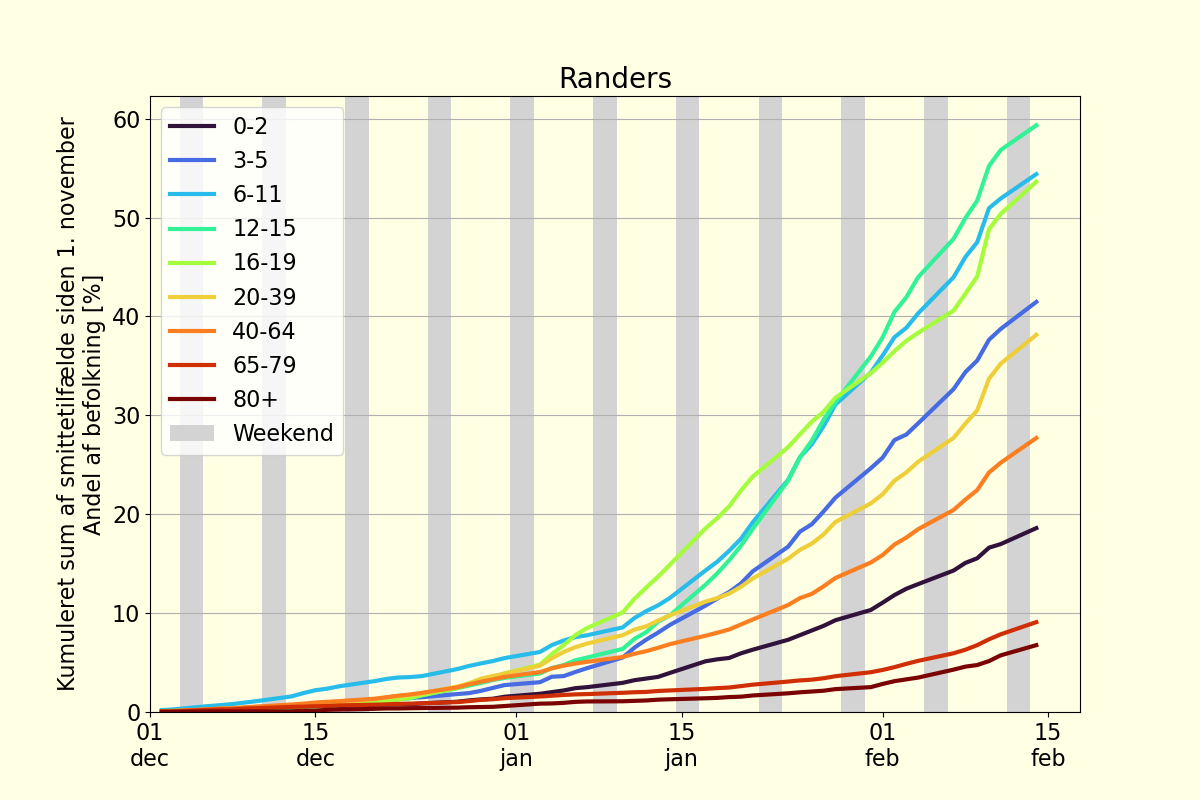 Randers
Kumuleret sum af smittetilfælde siden 1. november
Andel af befolkning [%]
60
50
40
30
20
10
0
0-2
3-5
6-11
12-15
16-19
20-39
40-64
65-79
80+
Weekend
01 15 01 15 01 15
dec dec jan jan feb feb